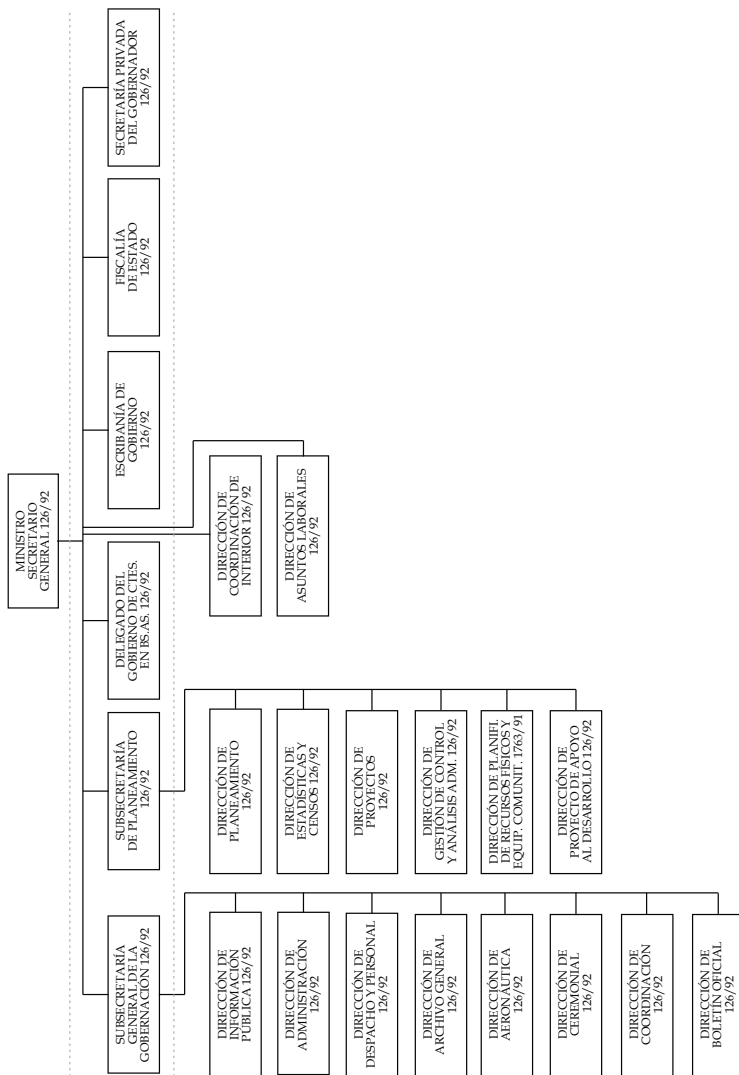 MINISTRO
SECRETARIO
GENERAL 126/92
SUBSECRETARÍA
GENERAL DE LA
GOBERNACIÓN 126/92
SUBSECRETARÍA
DE PLANEAMIENTO
126/92
DELEGADO DEL
GOBIERNO DE CTES.
EN BS.AS. 126/92
ESCRIBANÍA DE
GOBIERNO
126/92
FISCALÍA
DE ESTADO
126/92
SECRETARÍA PRIVADA
DEL GOBERNADOR
126/92
DIRECCIÓN DE
INFORMACIÓN
PÚBLICA 126/92
DIRECCIÓN DE
ADMINISTRACIÓN
126/92
DIRECCIÓN DE
DESPACHO Y PERSONAL
126/92
DIRECCIÓN DE
ARCHIVO GENERAL
126/92
DIRECCIÓN DE
AERONÁUTICA
126/92
DIRECCIÓN DE
CEREMONIAL
126/92
DIRECCIÓN DE
COORDINACIÓN
126/92
DIRECCIÓN DE
BOLETÍN OFICIAL
126/92
DIRECCIÓN DE
PLANEAMIENTO
126/92
DIRECCIÓN DE
ESTADÍSTICAS Y
CENSOS 126/92
DIRECCIÓN DE
PROYECTOS
126/92
DIRECCIÓN DE
GESTIÓN DE CONTROL
Y ANÁLISIS ADM. 126/92
DIRECCIÓN DE PLANIFI.
DE RECURSOS FÍSICOS Y
EQUIP. COMUNIT. 1763/91
DIRECCIÓN DE
PROYECTO DE APOYO
AL DESARROLLO 126/92
DIRECCIÓN DE
COORDINACIÓN DE
INTERIOR 126/92
DIRECCIÓN DE
ASUNTOS LABORALES
126/92